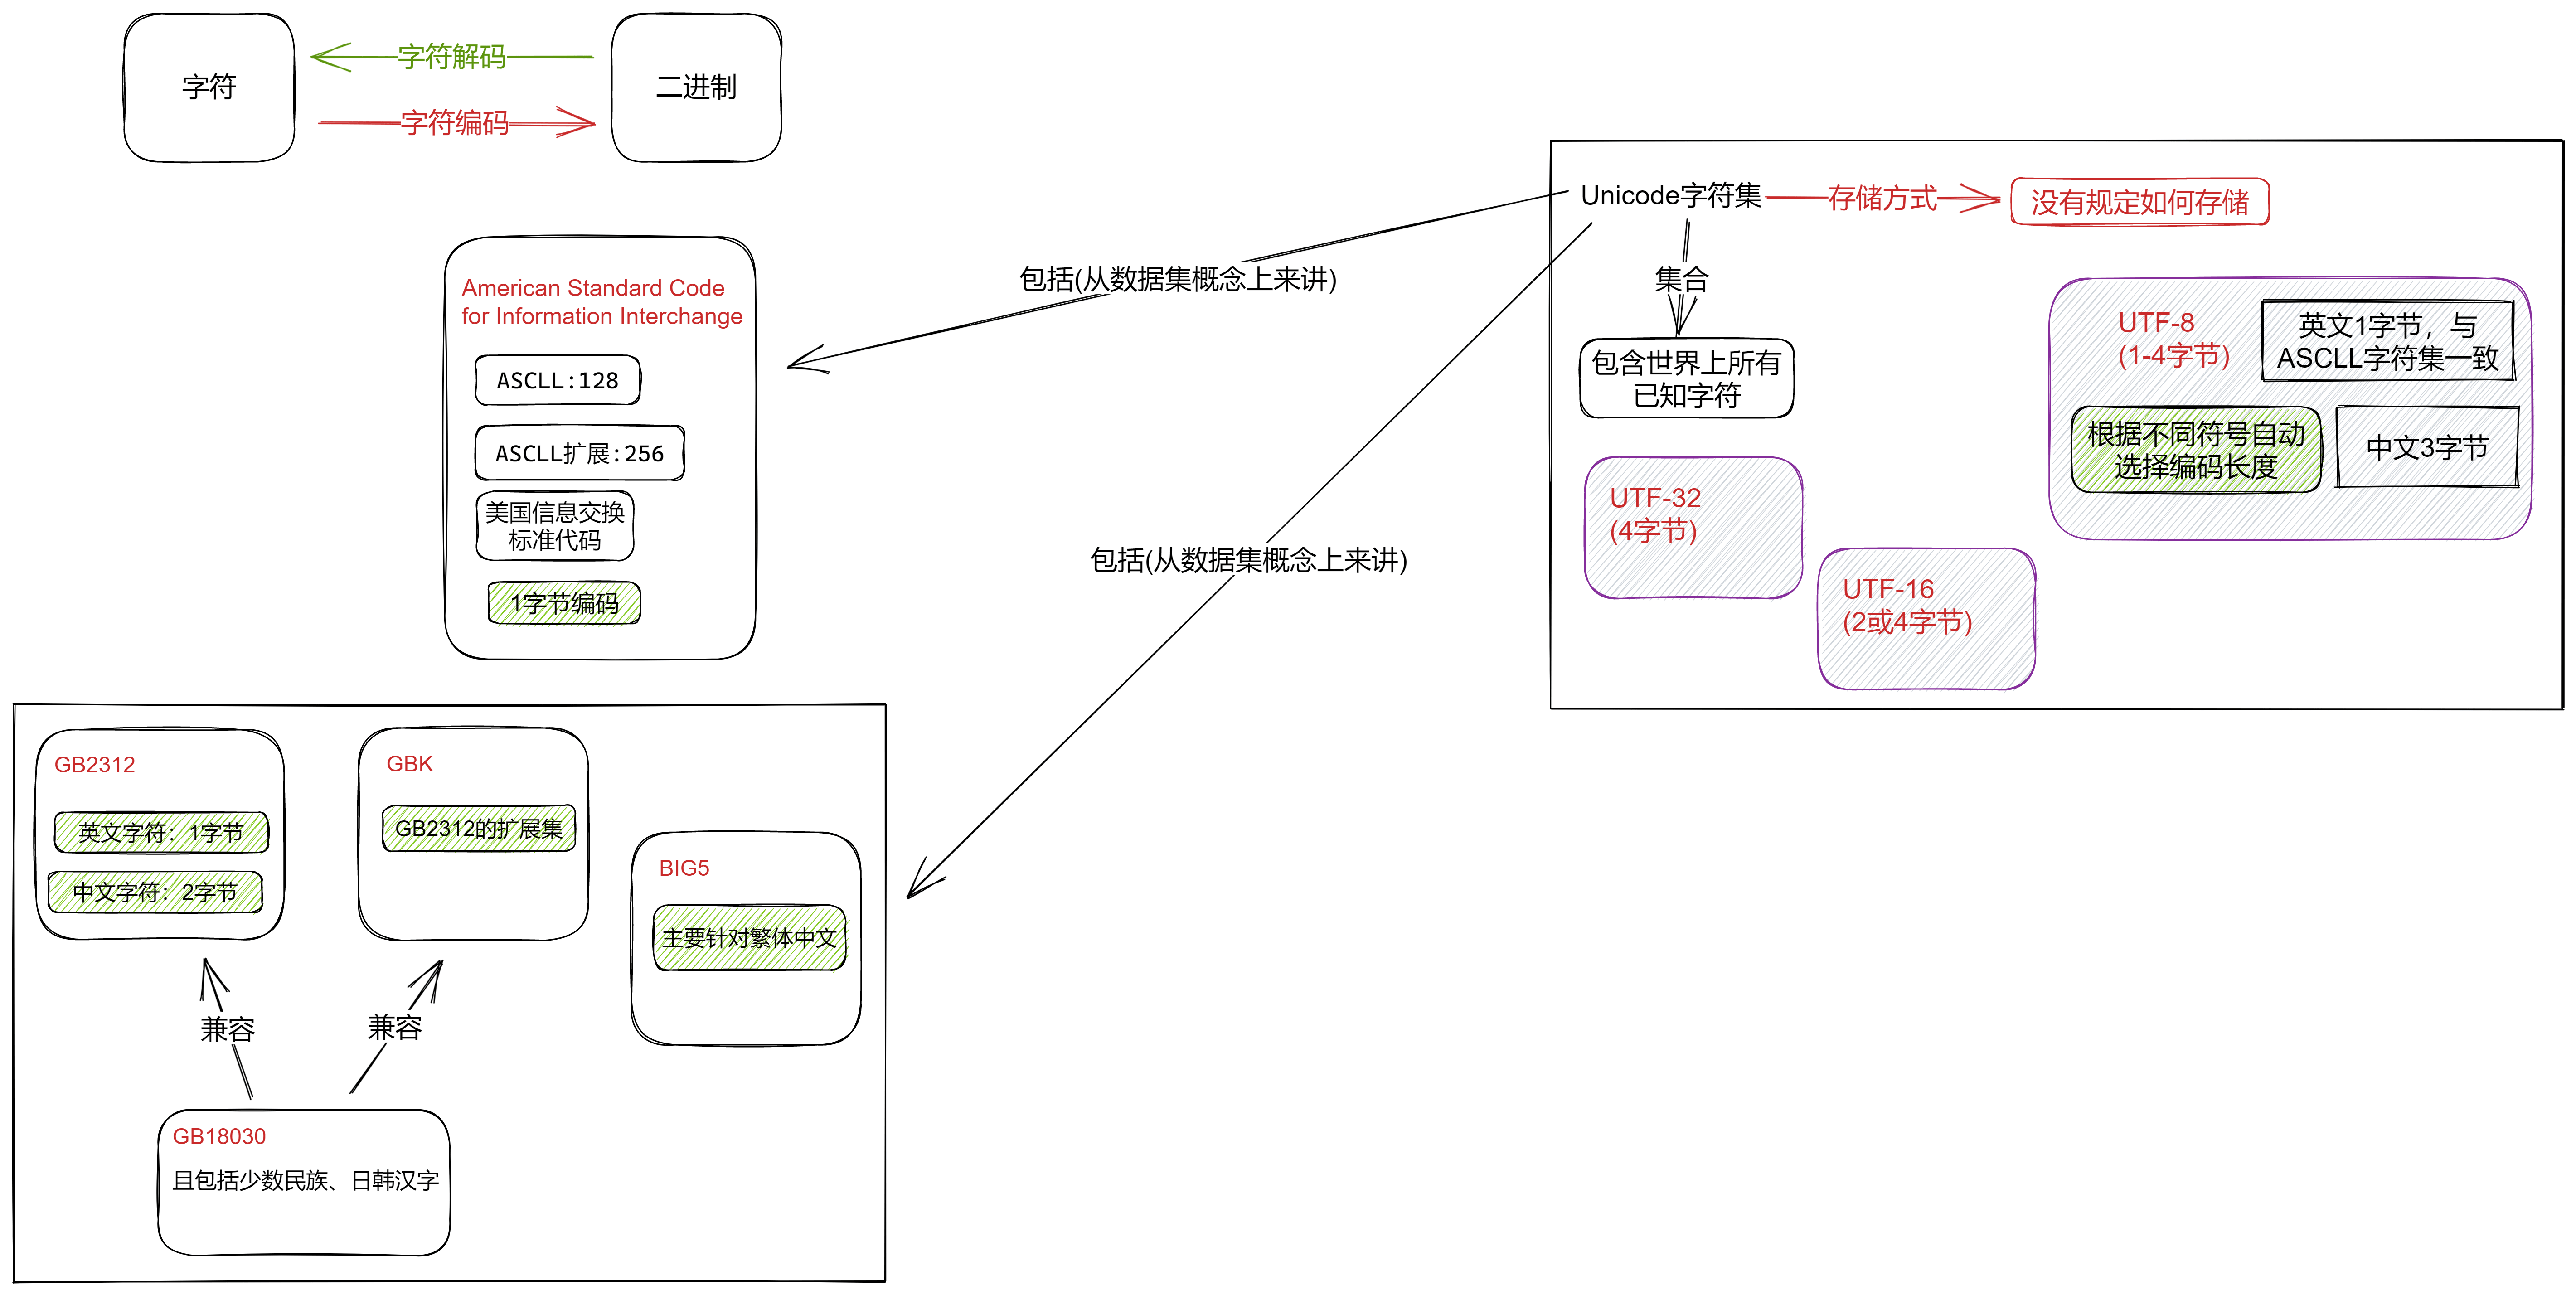 字符
字符解码
字符编码
二进制
American Standard Code
for Information Interchange
ASCLL:128
ASCLL扩展:256
美国信息交换
标准代码
1字节编码
包括(从数据集概念上来讲)
包括(从数据集概念上来讲)
Unicode字符集
存储方式
没有规定如何存储
集合
包含世界上所有
已知字符
UTF-8
(1-4字节)
英文1字节，与
ASCLL字符集一致
根据不同符号自动
选择编码长度
中文3字节
UTF-32
(4字节)
UTF-16
(2或4字节)
GB2312
英文字符：1字节
中文字符：2字节
GBK
GB2312的扩展集
BIG5
主要针对繁体中文
兼容
兼容
GB18030
且包括少数民族、日韩汉字